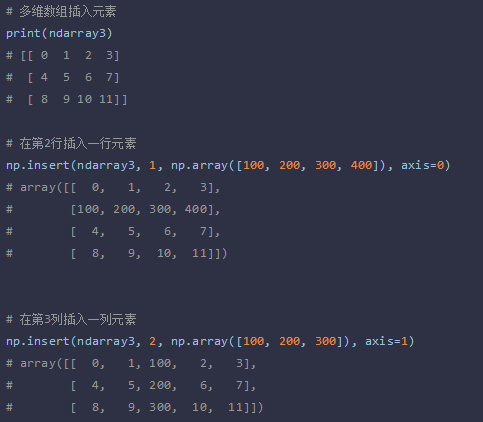 # 多维数组插入元素
print(ndarray3)
# [[ 0  1  2  3]
#  [ 4  5  6  7]
#  [ 8  9 10 11]]
# 在第2行插入一行元素
np.insert(ndarray3, 1, np.array([100, 200, 300, 400]), axis=0)
# array([[  0,   1,   2,   3],
#        [100, 200, 300, 400],
#        [  4,   5,   6,   7],
#        [  8,   9,  10,  11]])
# 在第3列插入一列元素
np.insert(ndarray3, 2, np.array([100, 200, 300]), axis=1)
# array([[  0,   1, 100,   2,   3],
#        [  4,   5, 200,   6,   7],
#        [  8,   9, 300,  10,  11]])